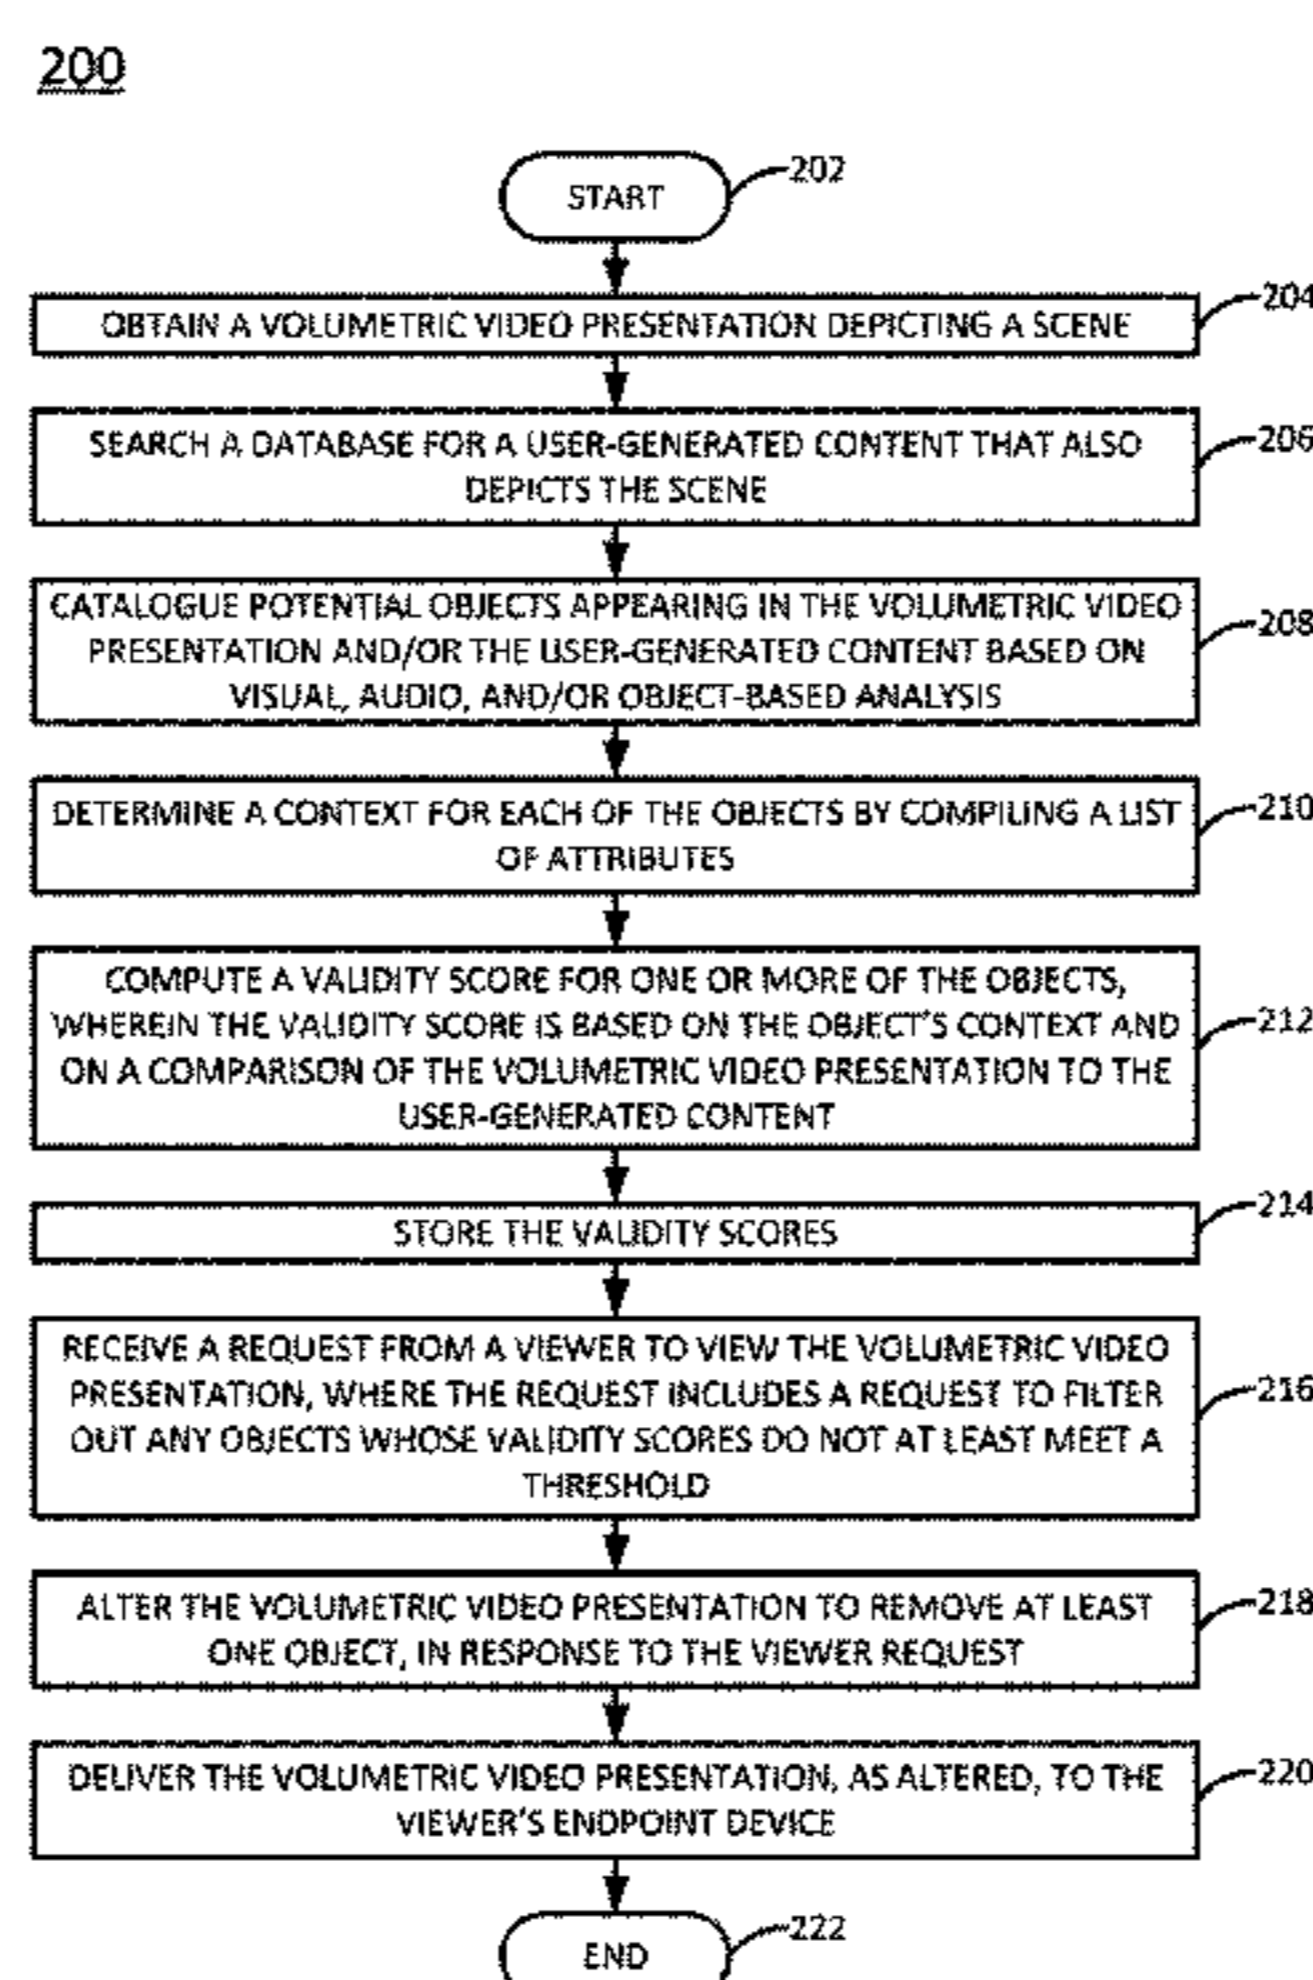 200
START
202
OBTAIN A VOLUMETRIC VIDEO PRESENTATION DEPICTING A SCENE
204
SEARCH A DATABASE FOR A USER-GENERATED CONTENT THAT ALSO
DEPICTS THE SCENE
206
CATALOGUE POTENTIAL OBJECTS APPEARING IN THE VOLUMETRIC VIDEO
PRESENTATION AND/OR THE USER-GENERATED CONTENT BASED ON
VISUAL, AUDIO, AND/OR OBJECT-BASED ANALYSIS
208
DETERMINE A CONTEXT FOR EACH OF THE OBJECTS BY COMPILING A LIST
OF ATTRIBUTES
210
COMPUTE A VALIDITY SCORE FOR ONE OR MORE OF THE OBJECTS,
WHEREIN THE VALIDITY SCORE IS BASED ON THE OBJECT'S CONTEXT AND
ON A COMPARISON OF THE VOLUMETRIC VIDEO PRESENTATION TO THE
USER-GENERATED CONTENT
212
STORE THE VALIDITY SCORES
214
RECEIVE A REQUEST FROM A VIEWER TO VIEW THE VOLUMETRIC VIDEO
PRESENTATION, WHERE THE REQUEST INCLUDES A REQUEST TO FILTER
OUT ANY OBJECTS WHOSE VALIDITY SCORES DO NOT AT LEAST MEET A
THRESHOLD
216
ALTER THE VOLUMETRIC VIDEO PRESENTATION TO REMOVE AT LEAST
ONE OBJECT, IN RESPONSE TO THE VIEWER REQUEST
218
DELIVER THE VOLUMETRIC VIDEO PRESENTATION, AS ALTERED, TO THE
VIEWER'S ENDPOINT DEVICE
220
END
222